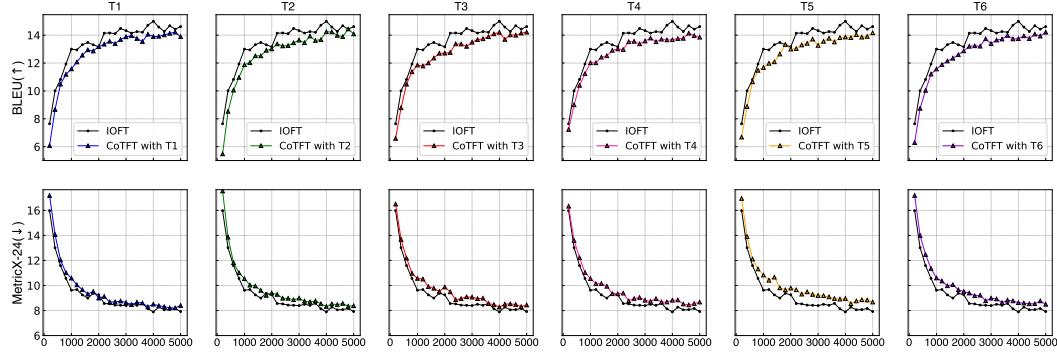 T1 T2 T3 T4 T5 T6
BLEU(↑)
14
12
10
8
6
IOFT
CoTFT with T1
IOFT
CoTFT with T2
IOFT
CoTFT with T3
IOFT
CoTFT with T4
IOFT
CoTFT with T5
IOFT
CoTFT with T6
MetricX-24(↓)
16
14
12
10
8
6
0 1000 2000 3000 4000 5000
0 1000 2000 3000 4000 5000
0 1000 2000 3000 4000 5000
0 1000 2000 3000 4000 5000
0 1000 2000 3000 4000 5000
0 1000 2000 3000 4000 5000